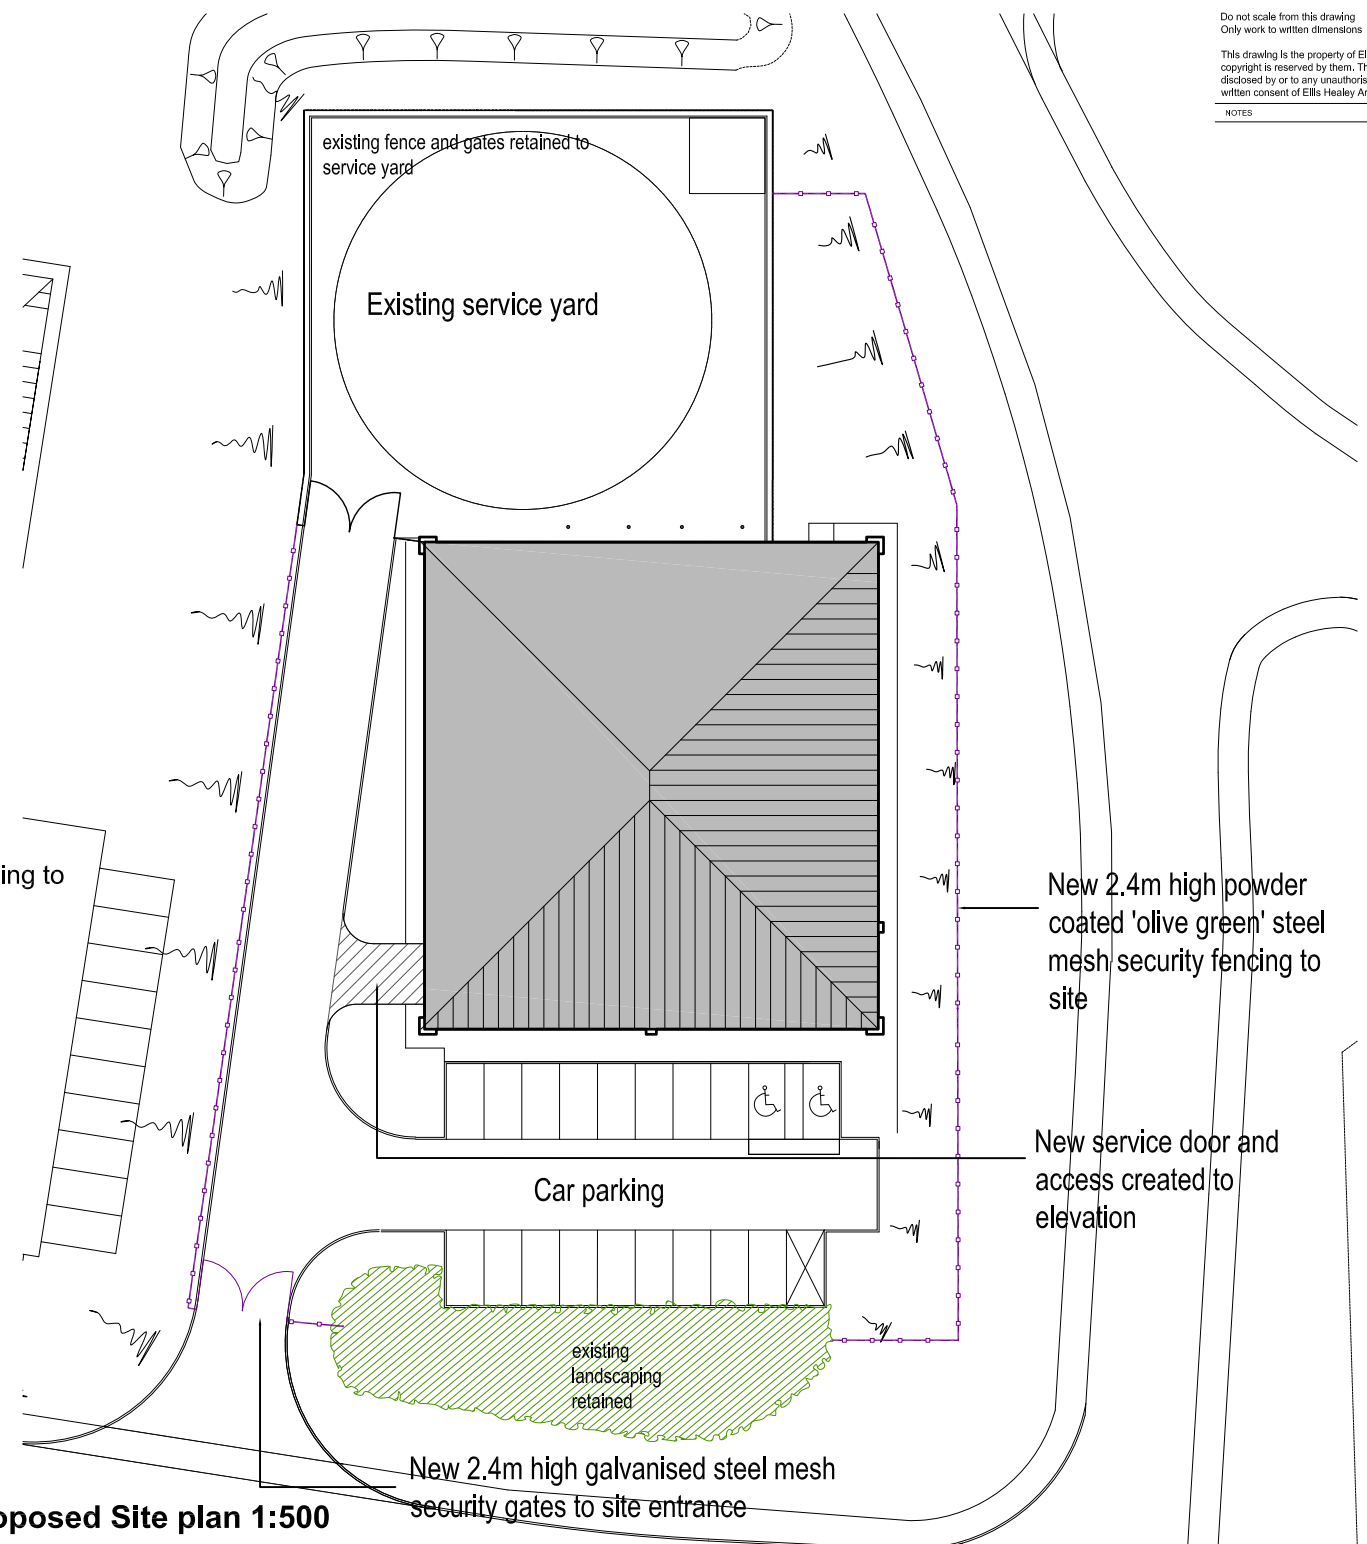 Do not scale from this drawing
Only work to written dimensions
This drawing is the property of
copyright is reserved by them.
disclosed by or to any
written consent of Ellis Healey
NOTES
existing fence and gates retained to
service yard
Existing service yard
ing to
New 2.4m high powder
coated 'olive green' steel
mesh security fencing to
site
New service door and
access created to
elevation
Car parking
existing
landscaping
retained
New 2.4m high galvanised steel mesh
security gates to site entrance
oposed Site plan 1:500